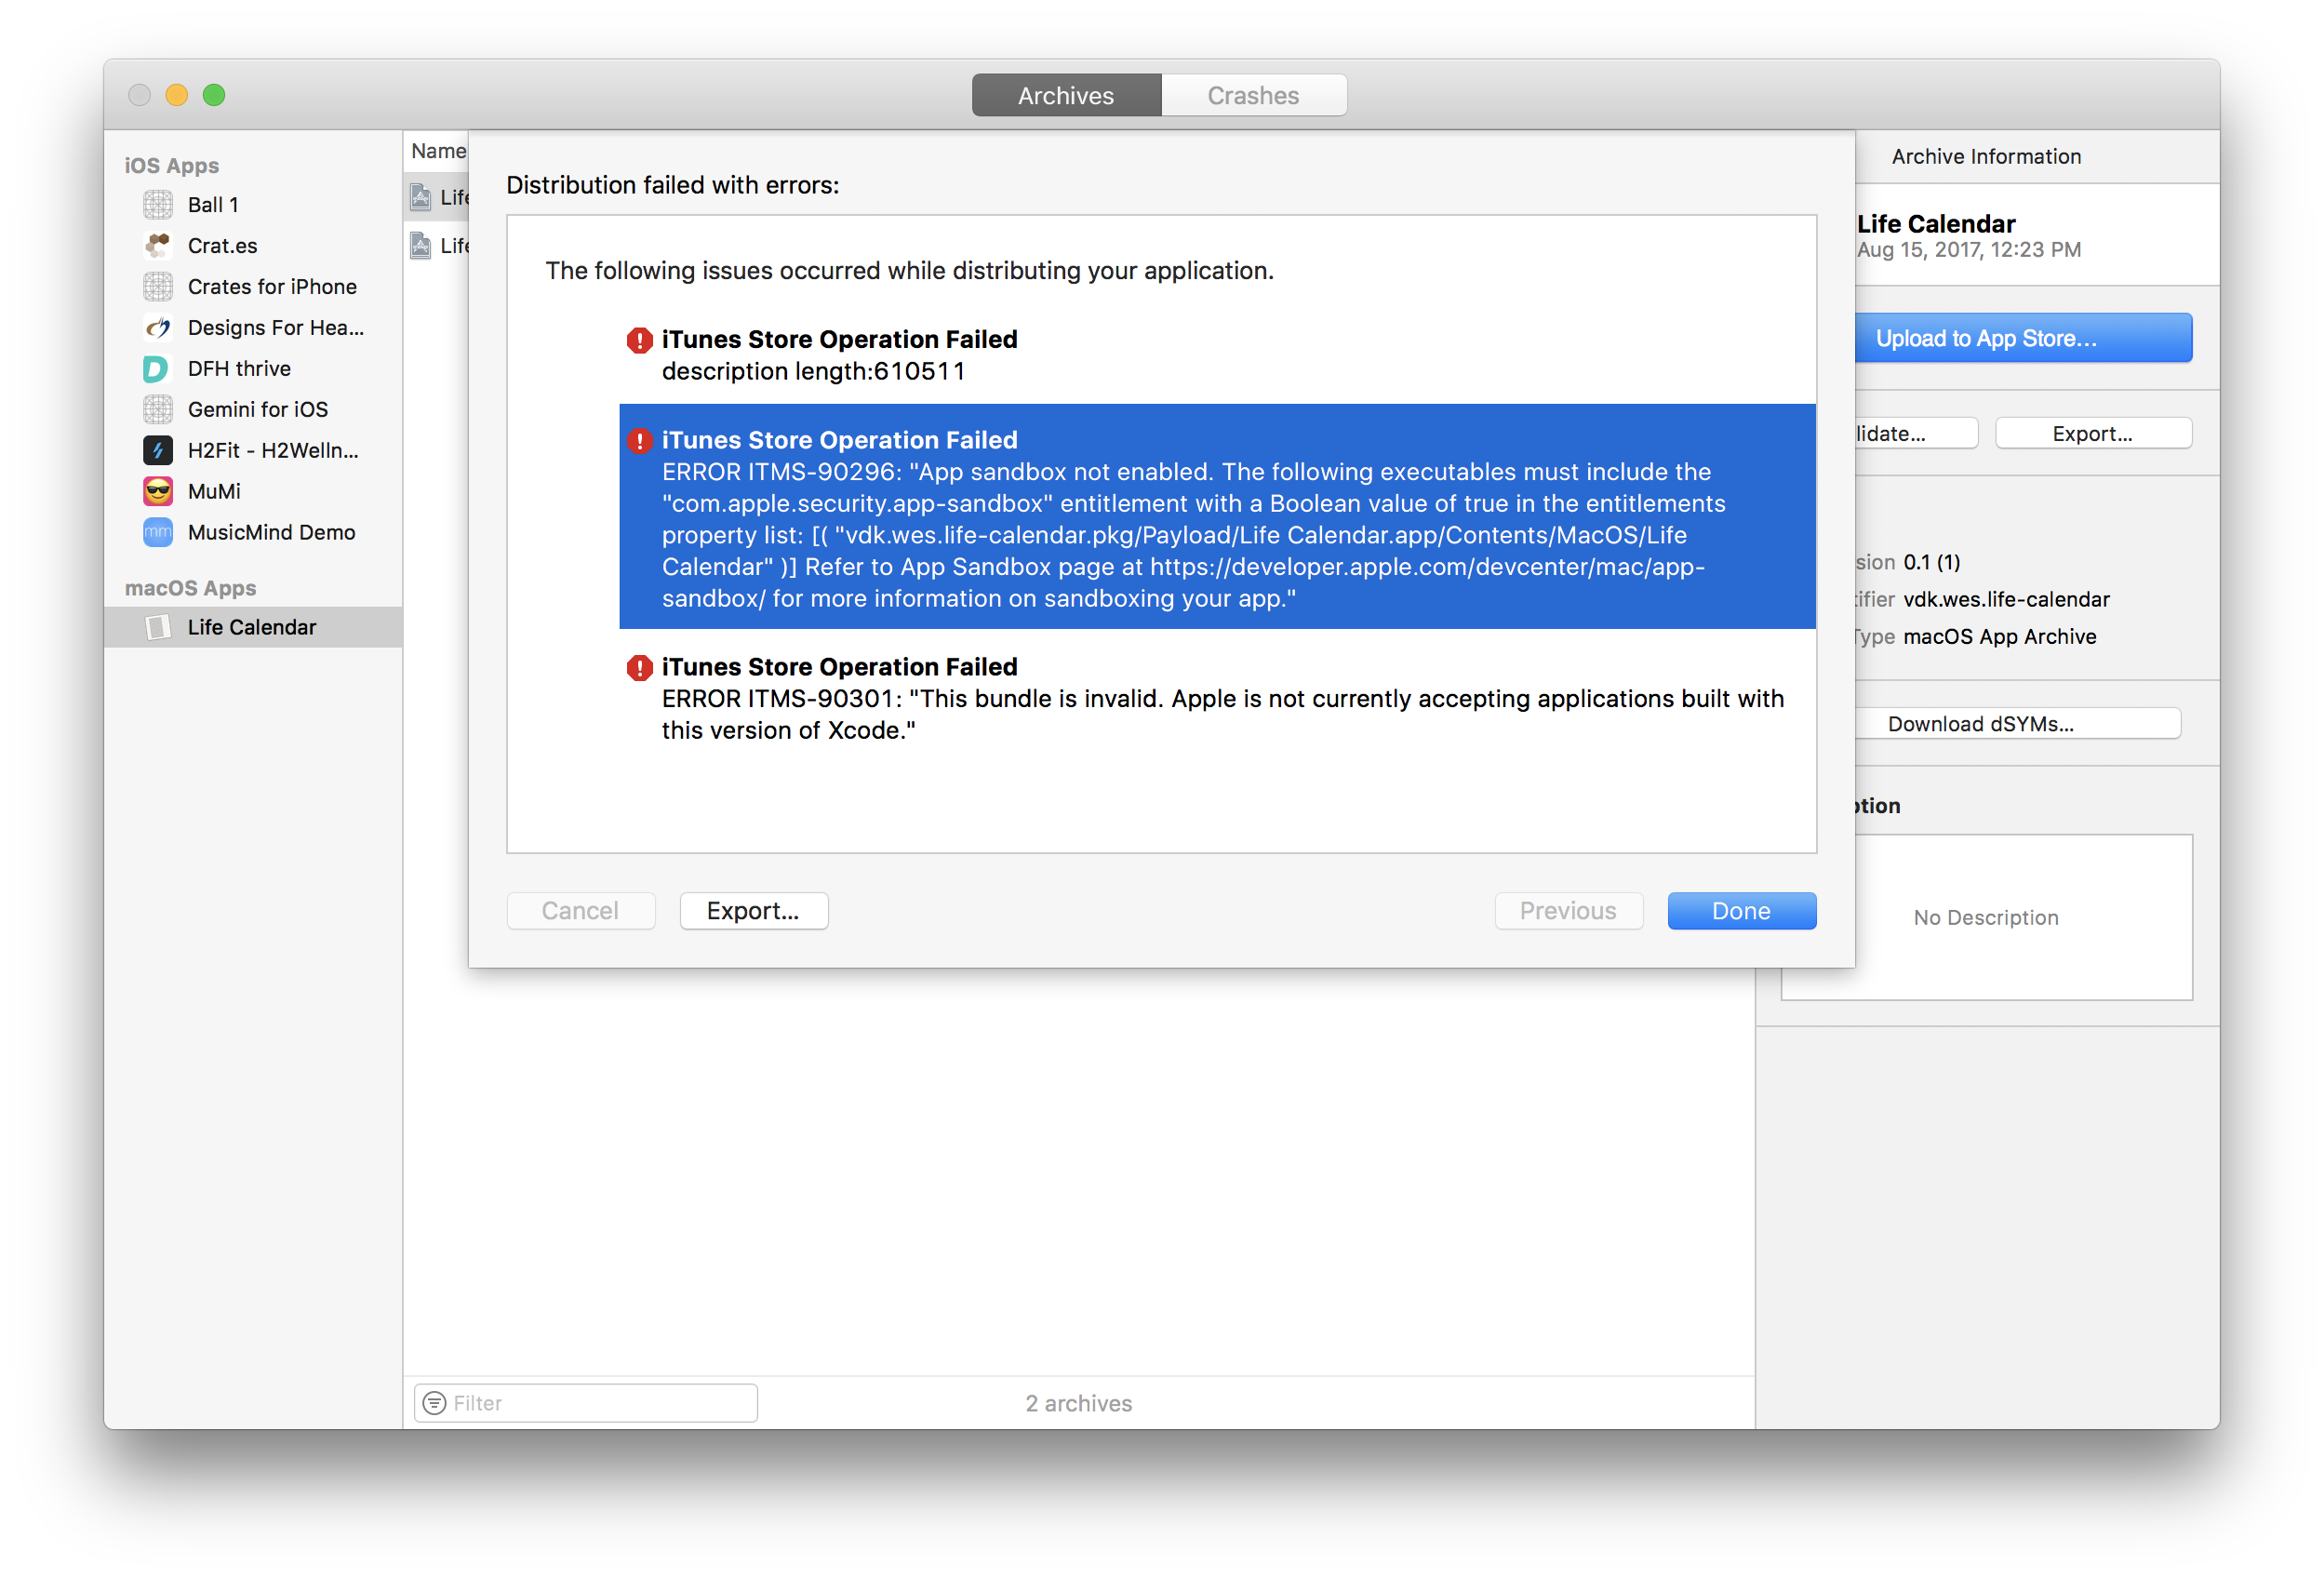 Archives
Crashes
iOS Apps
Ball 1
Crat.es
Crates for iPhone
Designs For Hea...
DFH thrive
Gemini for iOS
H2Fit - H2Welln...
MuMi
mm
MusicMind Demo
macOS Apps
Life Calendar
Name
Life
Life
Distribution failed with errors:
The following issues occurred while distributing your application.
iTunes Store Operation Failed
description length:610511
iTunes Store Operation Failed
ERROR ITMS-90296: "App sandbox not enabled. The following executables must include the
"com.apple.security.app-sandbox" entitlement with a Boolean value of true in the entitlements
property list: [( "vdk.wes.life-calendar.pkg/Payload/Life Calendar.app/Contents/MacOS/Life
Calendar" )] Refer to App Sandbox page at https://developer.apple.com/devcenter/mac/app-
sandbox/ for more information on sandboxing your app."
iTunes Store Operation Failed
ERROR ITMS-90301: "This bundle is invalid. Apple is not currently accepting applications built with
this version of Xcode."
Cancel
Export...
Previous
Done
Filter
2 archives
Archive Information
Life Calendar
Aug 15, 2017, 12:23 PM
Upload to App Store...
lidate...
Export...
sion 0.1 (1)
tifier vdk.wes.life-calendar
Type macOS App Archive
Download dSYMs...
ption
No Description